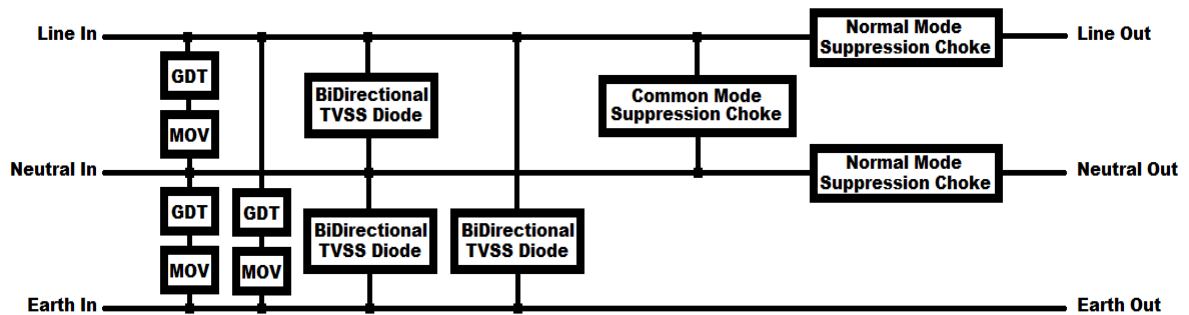 Line In
GDT
MOV
BiDirectional
TVSS Diode
Common Mode
Suppression Choke
Normal Mode
Suppression Choke
Line Out
Neutral In
GDT
MOV
GDT
MOV
BiDirectional
TVSS Diode
BiDirectional
TVSS Diode
Normal Mode
Suppression Choke
Neutral Out
Earth In
Earth Out